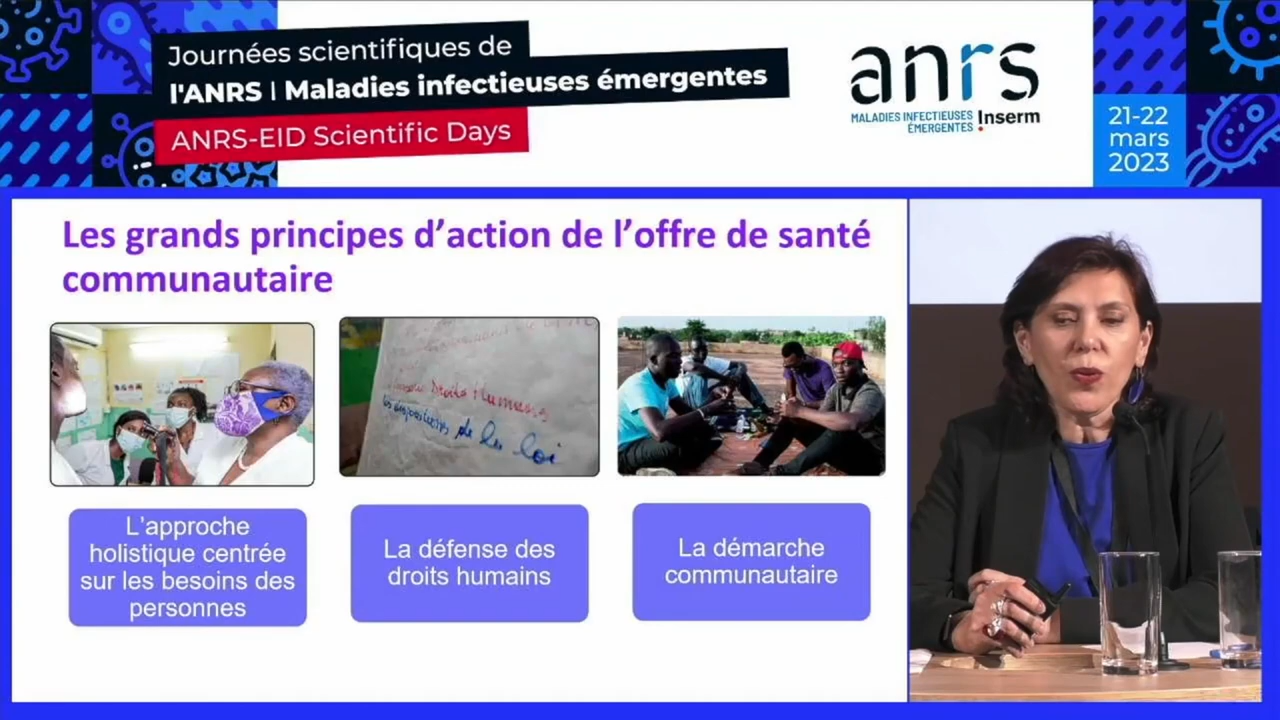 Journées scientifiques de
l'ANRS | Maladies infectieuses émergentes
ANRS-EID Scientific Days
anrs
MALADIES INFECTIEUSES
ÉMERGENTES
Inserm
21-22
mars
2023
Les grands principes d'action de l'offre de santé
communautaire
Droits Humains
de la loi
L'approche
holistique centrée
sur les besoins des
personnes
La défense des
droits humains
La démarche
communautaire